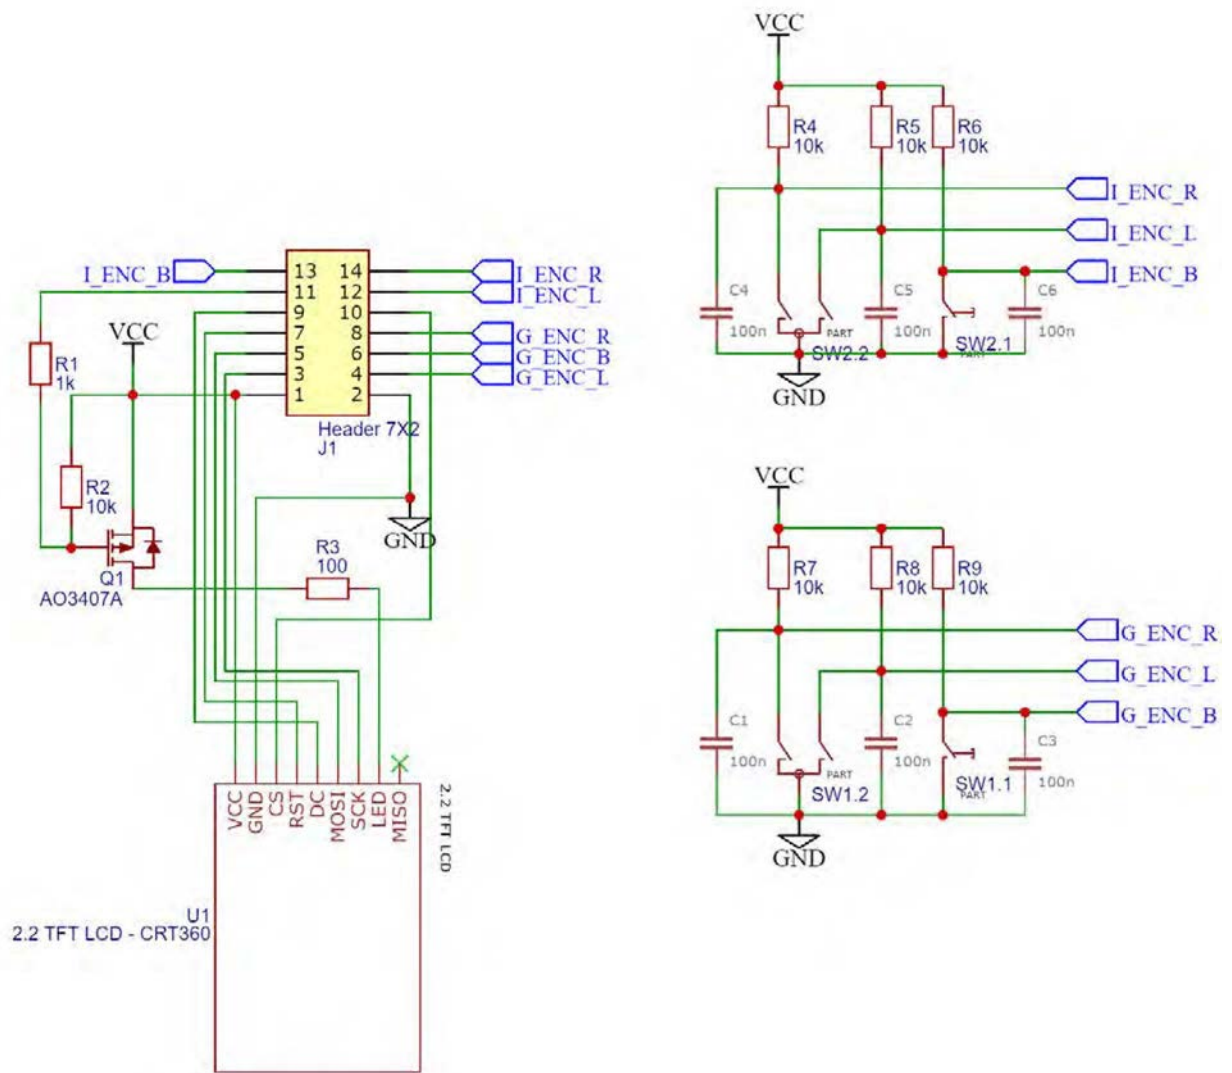 VCC
R4
10k
R5
10k
R6
10k
I_ENC_R
I_ENC_L
I_ENC_B
C4
100n
PART
SW2.2
C5
100n
SW2.1
PART
C6
100n
GND
I_ENC_B
13 14
11 12
9 10
7 8
5 6
3 4
1 2
I_ENC_R
I_ENC_L
G_ENC_R
G_ENC_B
G_ENC_L
Header 7X2
J1
VCC
R1
1k
R2
10k
Q1
AO3407A
R3
100
GND
VCC
GND
CS
RST
DC
MOSI
SCK
LED
MISO
2.2 TFT LCD
U1
2.2 TFT LCD - CRT360
VCC
R7
10k
R8
10k
R9
10k
G_ENC_R
G_ENC_L
G_ENC_B
C1
100n
PART
SW1.2
C2
100n
SW1.1
PART
C3
100n
GND